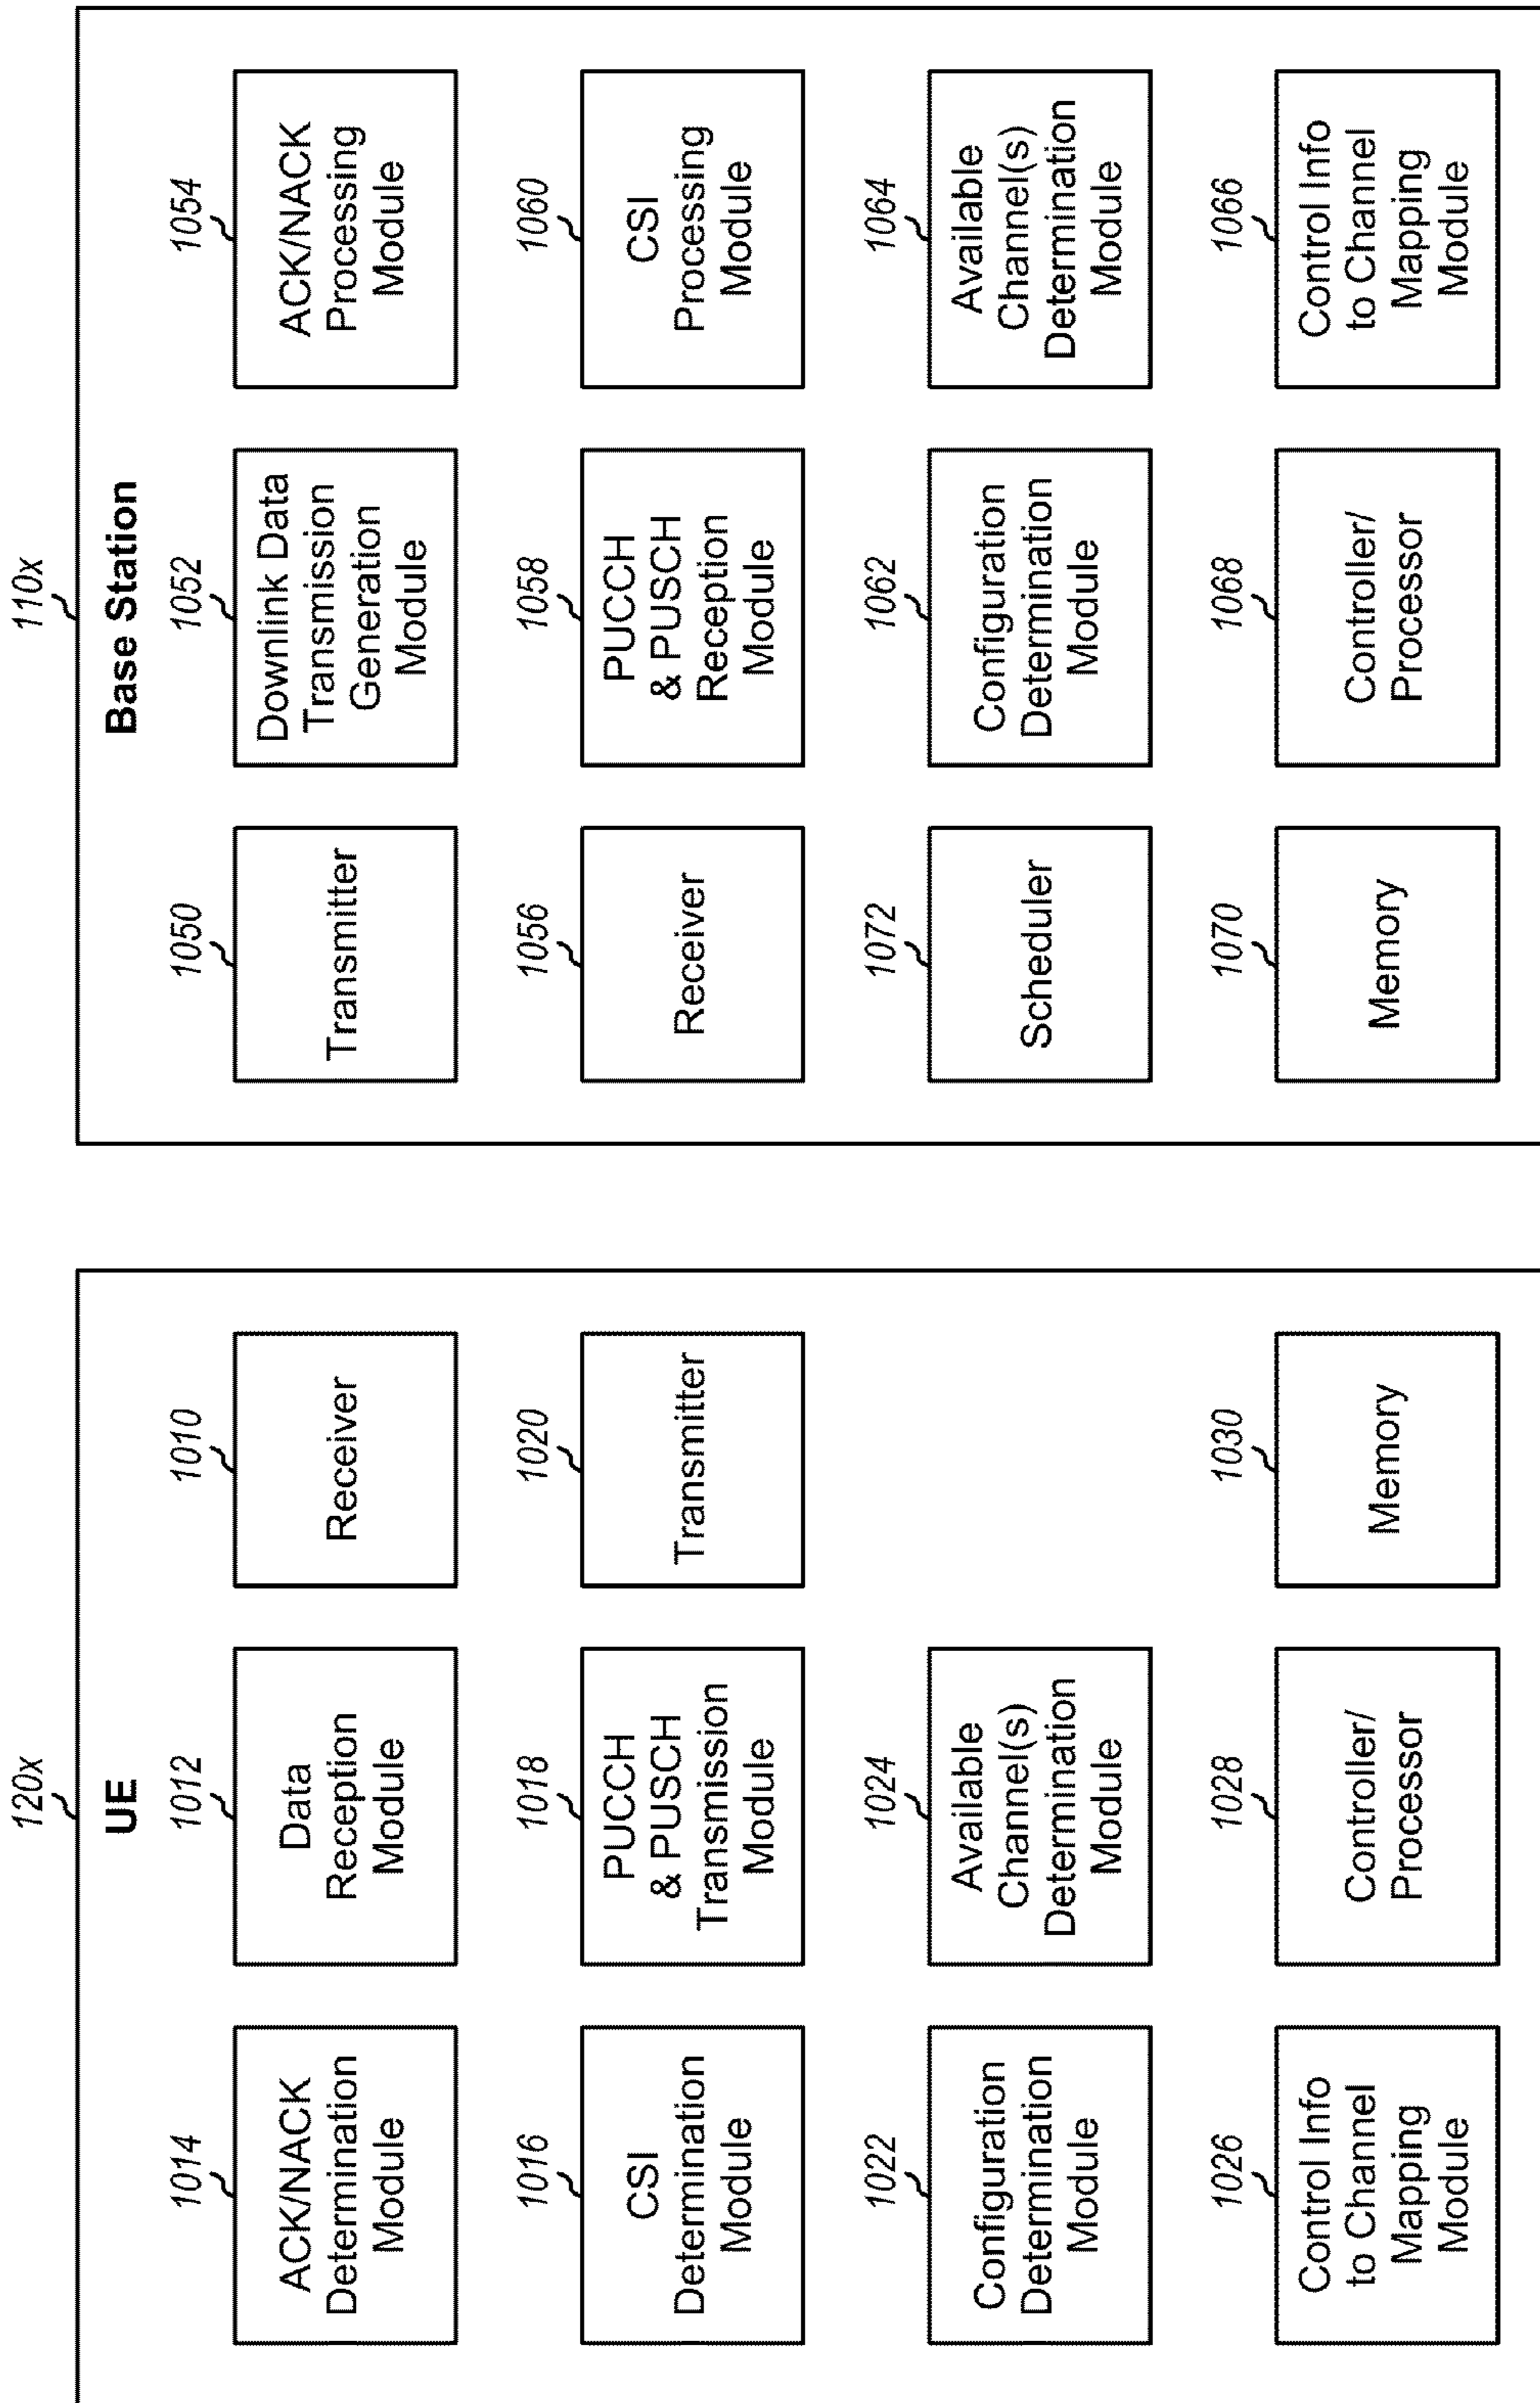 120x
UE
1014
ACK/NACK
Determination
Module
1012
Data
Reception
Module
1010
Receiver
1016
CSI
Determination
Module
1018
PUCCH
& PUSCH
Transmission
Module
1020
Transmitter
1022
Configuration
Determination
Module
1024
Available
Channel(s)
Determination
Module
1026
Control Info
to Channel
Mapping
Module
1028
Controller/
Processor
1030
Memory
110x
Base Station
1050
Transmitter
1052
Downlink Data
Transmission
Generation
Module
1054
ACK/NACK
Processing
Module
1056
Receiver
1058
PUCCH
& PUSCH
Reception
Module
1060
CSI
Processing
Module
1072
Scheduler
1062
Configuration
Determination
Module
1064
Available
Channel(s)
Determination
Module
1070
Memory
1068
Controller/
Processor
1066
Control Info
to Channel
Mapping
Module